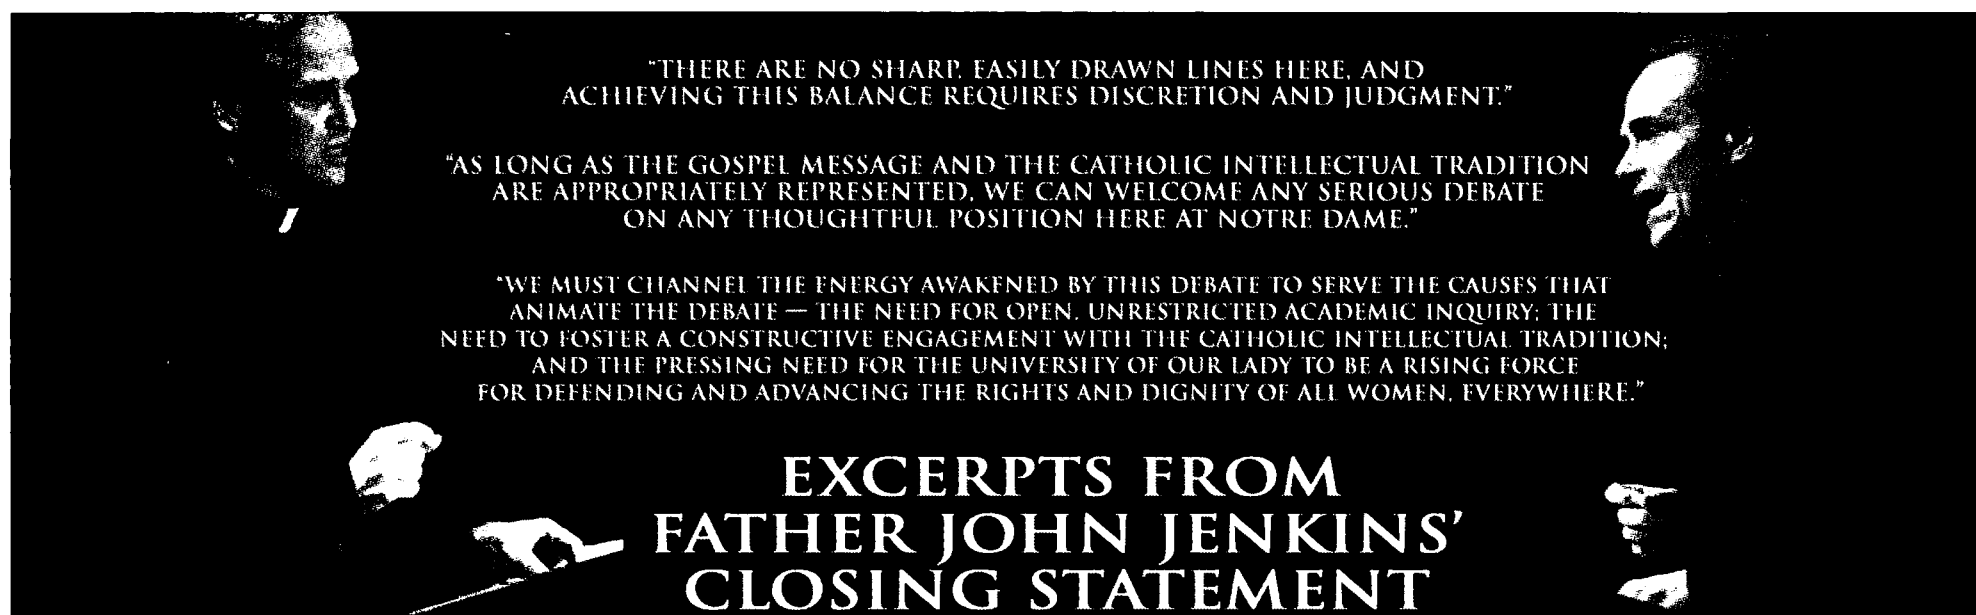 "THERE ARE NO SHARP, EASILY DRAWN LINES HERE, AND
ACHIEVING THIS BALANCE REQUIRES DISCRETION AND JUDGMENT."
"AS LONG AS THE GOSPEL MESSAGE AND THE CATHOLIC INTELLECTUAL TRADITION
ARE APPROPRIATELY REPRESENTED, WE CAN WELCOME ANY SERIOUS DEBATE
ON ANY THOUGHTFUL POSITION HERE AT NOTRE DAME."
"WE MUST CHANNEL THE ENERGY AWAKENED BY THIS DEBATE TO SERVE THE CAUSES THAT
ANIMATE THE DEBATE — THE NEED FOR OPEN, UNRESTRICTED ACADEMIC INQUIRY; THE
NEED TO FOSTER A CONSTRUCTIVE ENGAGEMENT WITH THE CATHOLIC INTELLECTUAL TRADITION;
AND THE PRESSING NEED FOR THE UNIVERSITY OF OUR LADY TO BE A RISING FORCE
FOR DEFENDING AND ADVANCING THE RIGHTS AND DIGNITY OF ALL WOMEN, EVERYWHERE."
EXCERPTS FROM
FATHER JOHN JENKINS'
CLOSING STATEMENT